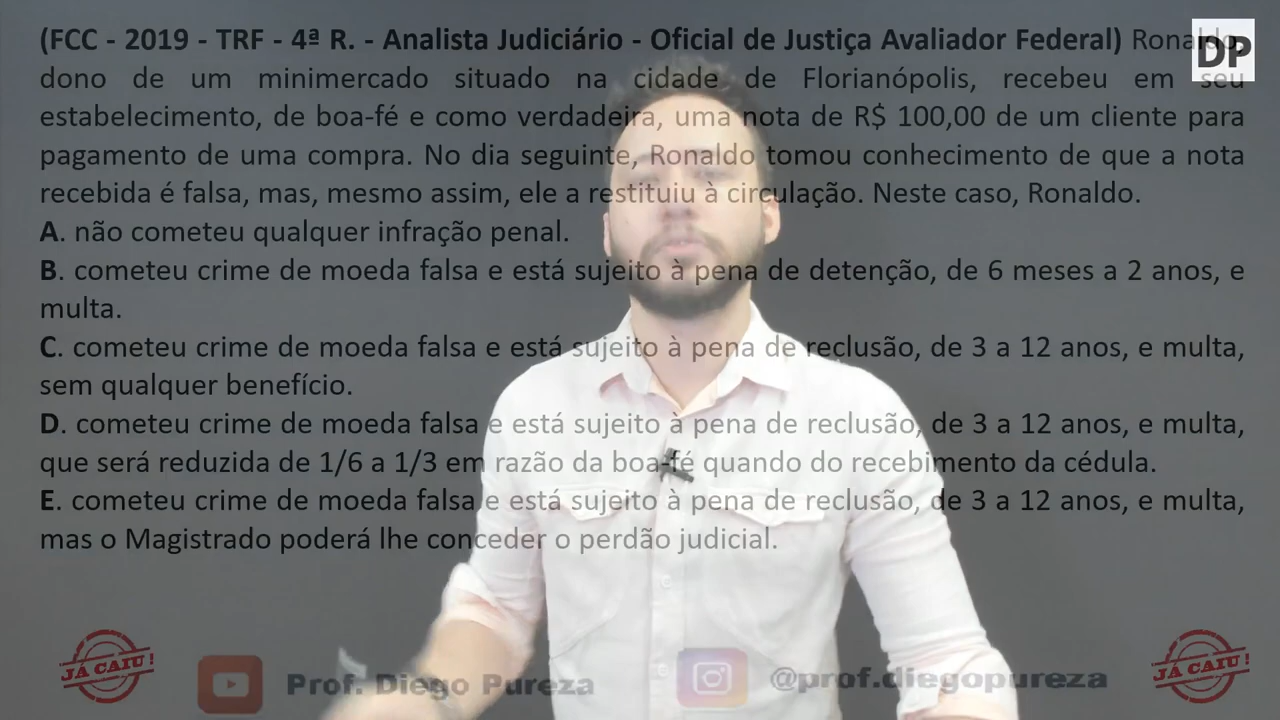 (FCC - 2019 - TRF - 4ª R. - Analista Judiciário - Oficial de Justiça Avaliador Federal) Ronaldo,
DP
dono de um minimercado situado na cidade de Florianópolis, recebeu em seu
estabelecimento, de boa-fé e como verdadeira, uma nota de R$ 100,00 de um cliente para
pagamento de uma compra. No dia seguinte, Ronaldo tomou conhecimento de que a nota
recebida é falsa, mas, mesmo assim, ele a restituiu à circulação. Neste caso, Ronaldo.
A. não cometeu qualquer infração penal.
B. cometeu crime de moeda falsa e está sujeito à pena de detenção, de 6 meses a 2 anos, e
multa.
C. cometeu crime de moeda falsa e está sujeito à pena de reclusão, de 3 a 12 anos, e multa,
sem qualquer benefício.
D. cometeu crime de moeda falsa e está sujeito à pena de reclusão, de 3 a 12 anos, e multa,
que será reduzida de 1/6 a 1/3 em razão da boa-fé quando do recebimento da cédula.
E. cometeu crime de moeda falsa e está sujeito à pena de reclusão, de 3 a 12 anos, e multa,
mas o Magistrado poderá lhe conceder o perdão judicial.
JÁ CAIU!
Prof. Diego Pureza
@prof.diegopureza
JÁ CAIU!